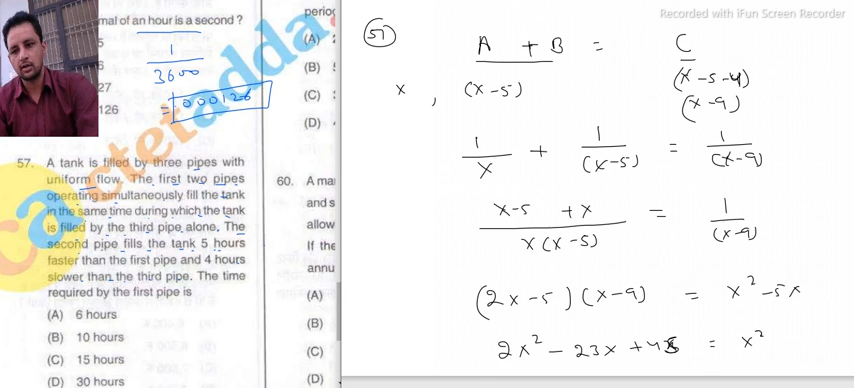 Recorded with iFun Screen Recorder
mal of an hour is a second ?
5
27
126
1
3600
= .000126
ctetadda
57. A tank is filled by three pipes with
uniform flow. The first two pipes
operating simultaneously fill the tank
in the same time during which the tank
is filled by the third pipe alone. The
second pipe fills the tank 5 hours
faster than the first pipe and 4 hours
slower than the third pipe. The time
required by the first pipe is
(A) 6 hours
(B) 10 hours
(C) 15 hours
(D) 30 hours
perio
(A)
(B)
(C)
(D)
60. A ma
and s
allow
If the
annu
(A)
(B)
(C)
(D)
57
A + B = C
x , (x-5) (x-5-4)
(x-9)
1/x + 1/(x-5) = 1/(x-9)
x-5 +x / x(x-5) = 1/(x-9)
(2x-5)(x-9) = x² -5x
2x² - 23x +45 = x²